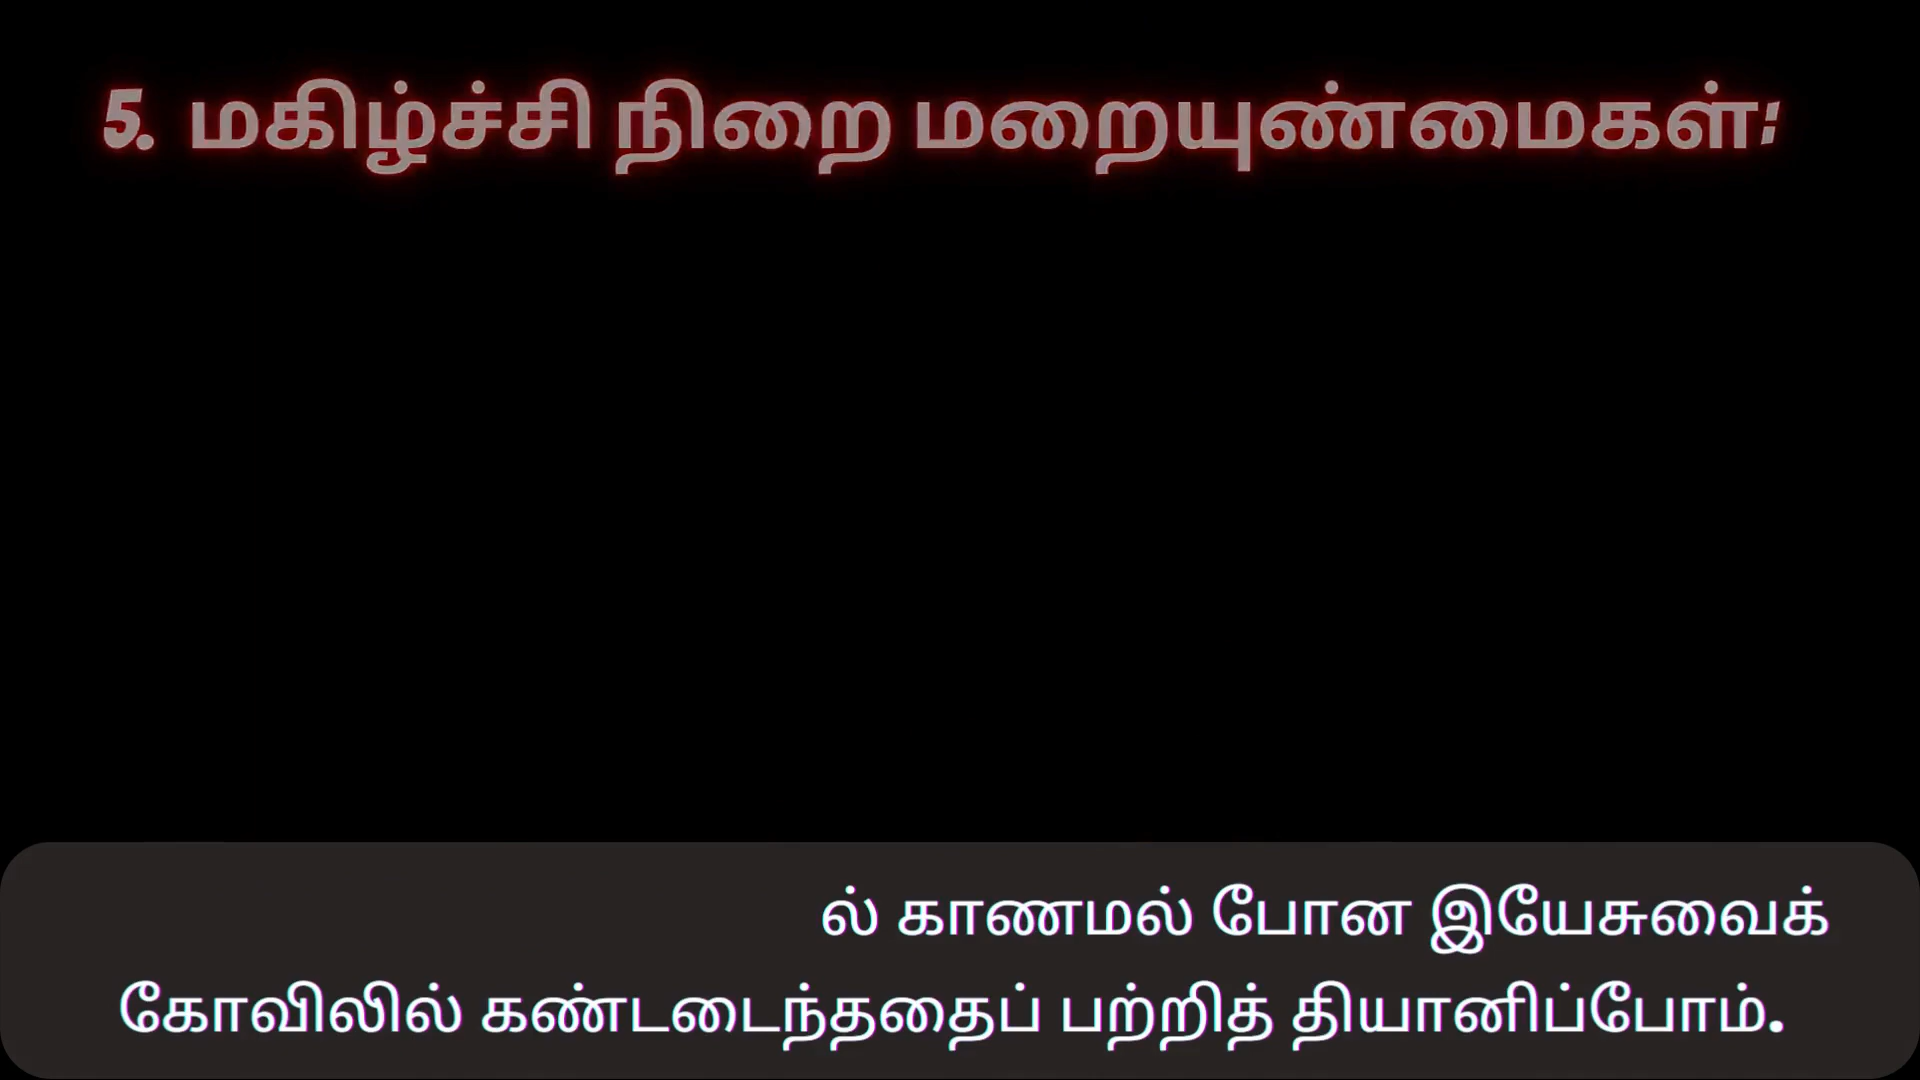 5. மகிழ்ச்சி நிறை மறையுண்மைகள்:
ல் காணமல் போன இயேசுவைக்
கோவிலில் கண்டடைந்ததைப் பற்றித் தியானிப்போம்.